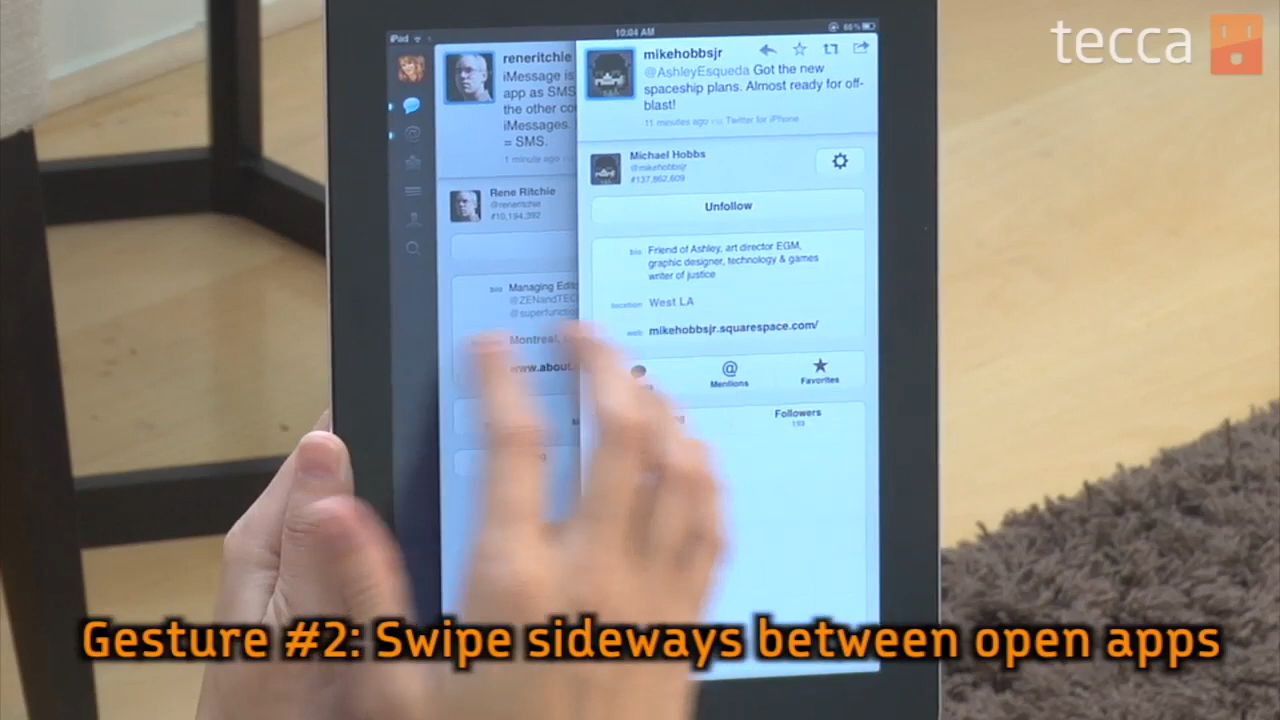 tecca
iPad
10:04 AM
66%
reneritchie
iMessage is
app as SMS
the other co
iMessages.
= SMS.
1 minute ago
Rene Ritchie
@reneritchie
#10,194,392
bio Managing Edit
@ZENandTEC
@superfunctio
Montreal,
www.about.
mikehobbsjr
@AshleyEsqueda Got the new
spaceship plans. Almost ready for off-
blast!
11 minutes ago via Twitter for iPhone
Michael Hobbs
@mikehobbsjr
#137,862,609
Unfollow
bio Friend of Ashley, art director EGM,
graphic designer, technology & games
writer of justice
location West LA
web mikehobbsjr.squarespace.com/
@
Mentions
Favorites
Followers
Gesture #2: Swipe sideways between open apps